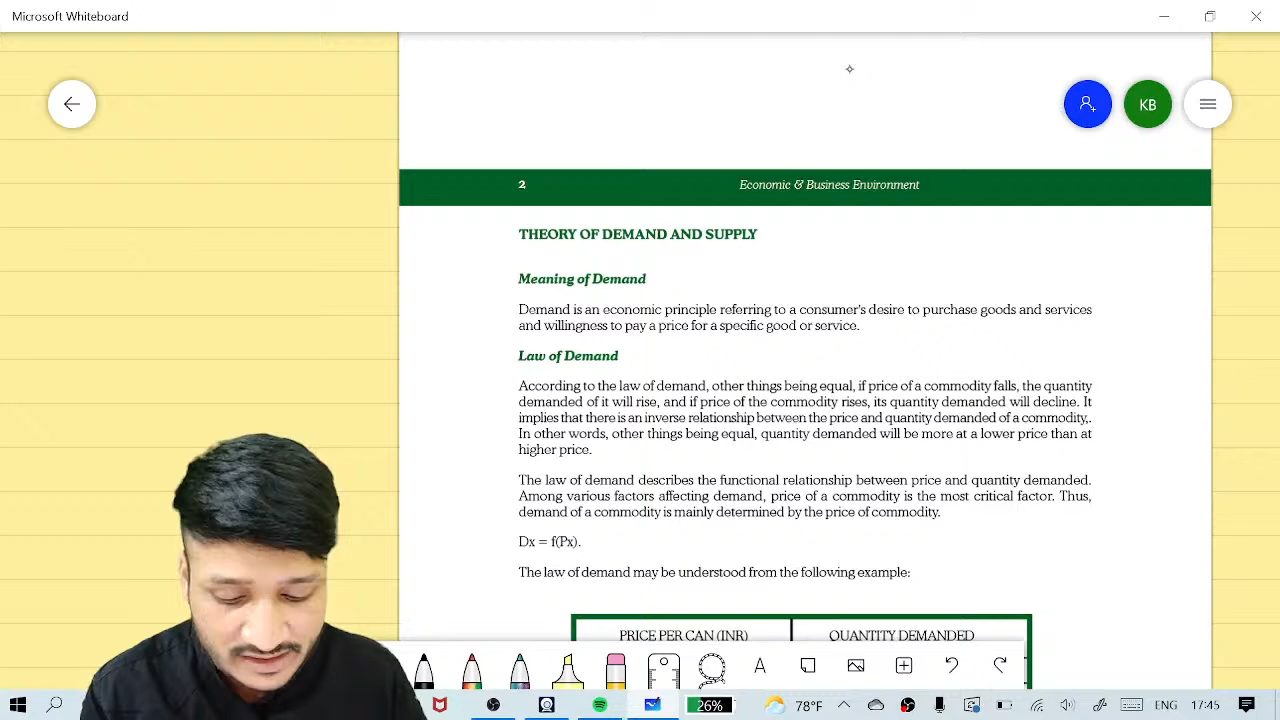 Microsoft Whiteboard
KB
2 Economic & Business Environment
THEORY OF DEMAND AND SUPPLY
Meaning of Demand
Demand is an economic principle referring to a consumer's desire to purchase goods and services
and willingness to pay a price for a specific good or service.
Law of Demand
According to the law of demand, other things being equal, if price of a commodity falls, the quantity
demanded of it will rise, and if price of the commodity rises, its quantity demanded will decline. It
implies that there is an inverse relationship between the price and quantity demanded of a commodity,.
In other words, other things being equal, quantity demanded will be more at a lower price than at
higher price.
The law of demand describes the functional relationship between price and quantity demanded.
Among various factors affecting demand, price of a commodity is the most critical factor. Thus,
demand of a commodity is mainly determined by the price of commodity.
Dx = f(Px).
The law of demand may be understood from the following example:
PRICE PER CAN (INR) QUANTITY DEMANDED
A
26% 78°F ENG 17:45